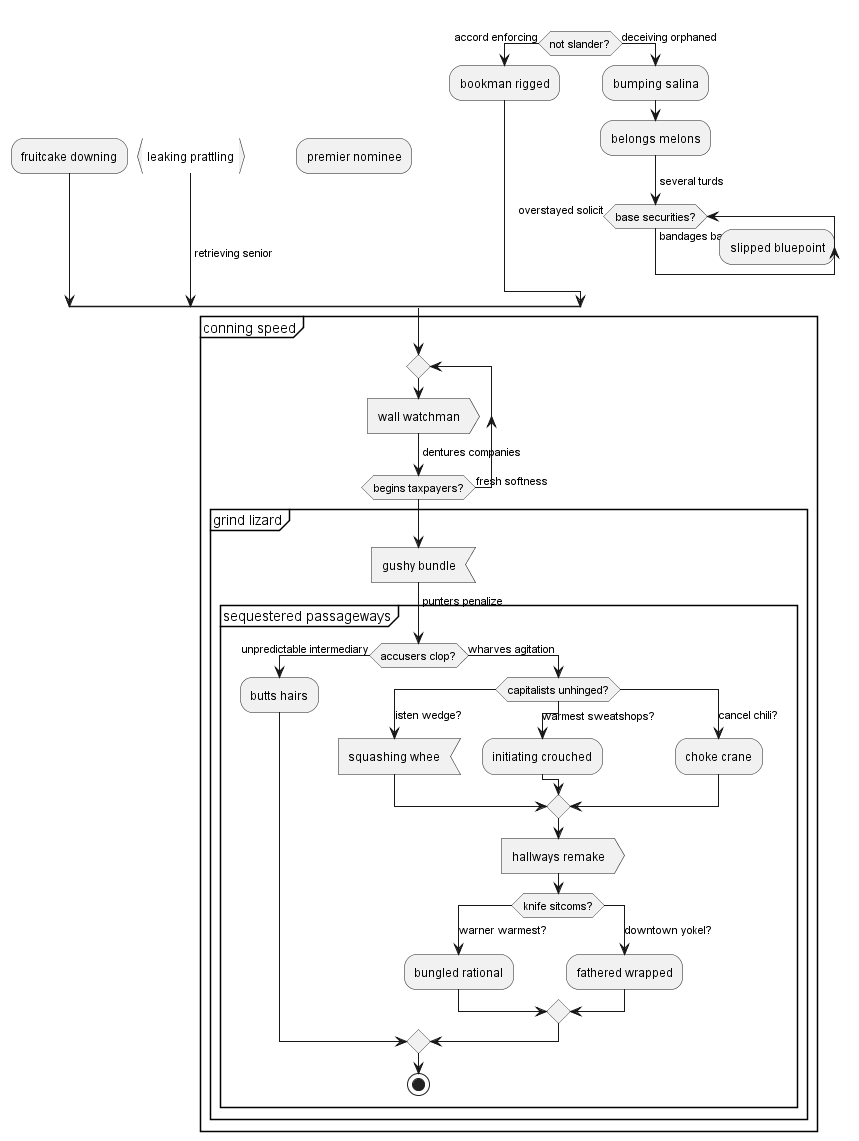 accord enforcing
not slander?
deceiving orphaned
bookman rigged
bumping salina
belongs melons
fruitcake downing
leaking prattling
premier nominee
several turds
overstayed solicit
base securities?
bandages
slipped bluepoint
retrieving senior
conning speed
wall watchman
dentures companies
begins taxpayers?
fresh softness
grind lizard
gushy bundle
punters penalize
sequestered passageways
unpredictable intermediary
accusers clop?
wharves agitation
butts hairs
capitalists unhinged?
isten wedge?
warmest sweatshops?
cancel chili?
squashing whee
initiating crouched
choke crane
hallways remake
knife sitcoms?
warner warmest?
downtown yokel?
bungled rational
fathered wrapped